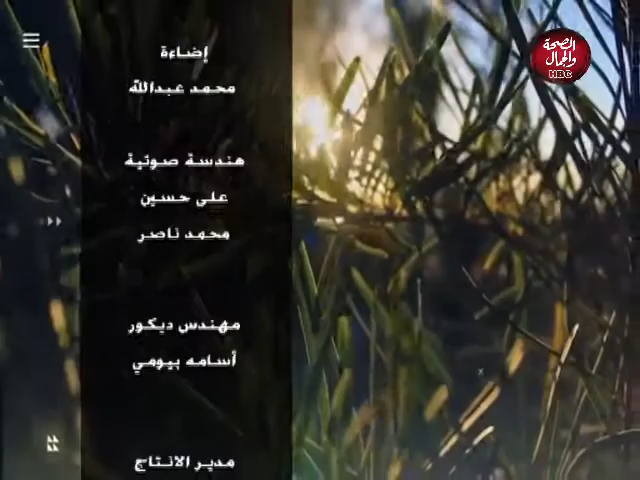 إضاءة
محمد عبدالله
هندسة صوتية
على حسين
محمد ناصر
مهندس ديكور
أسامه بيومي
مدير الانتاج
الصحة
والجمال
HBC